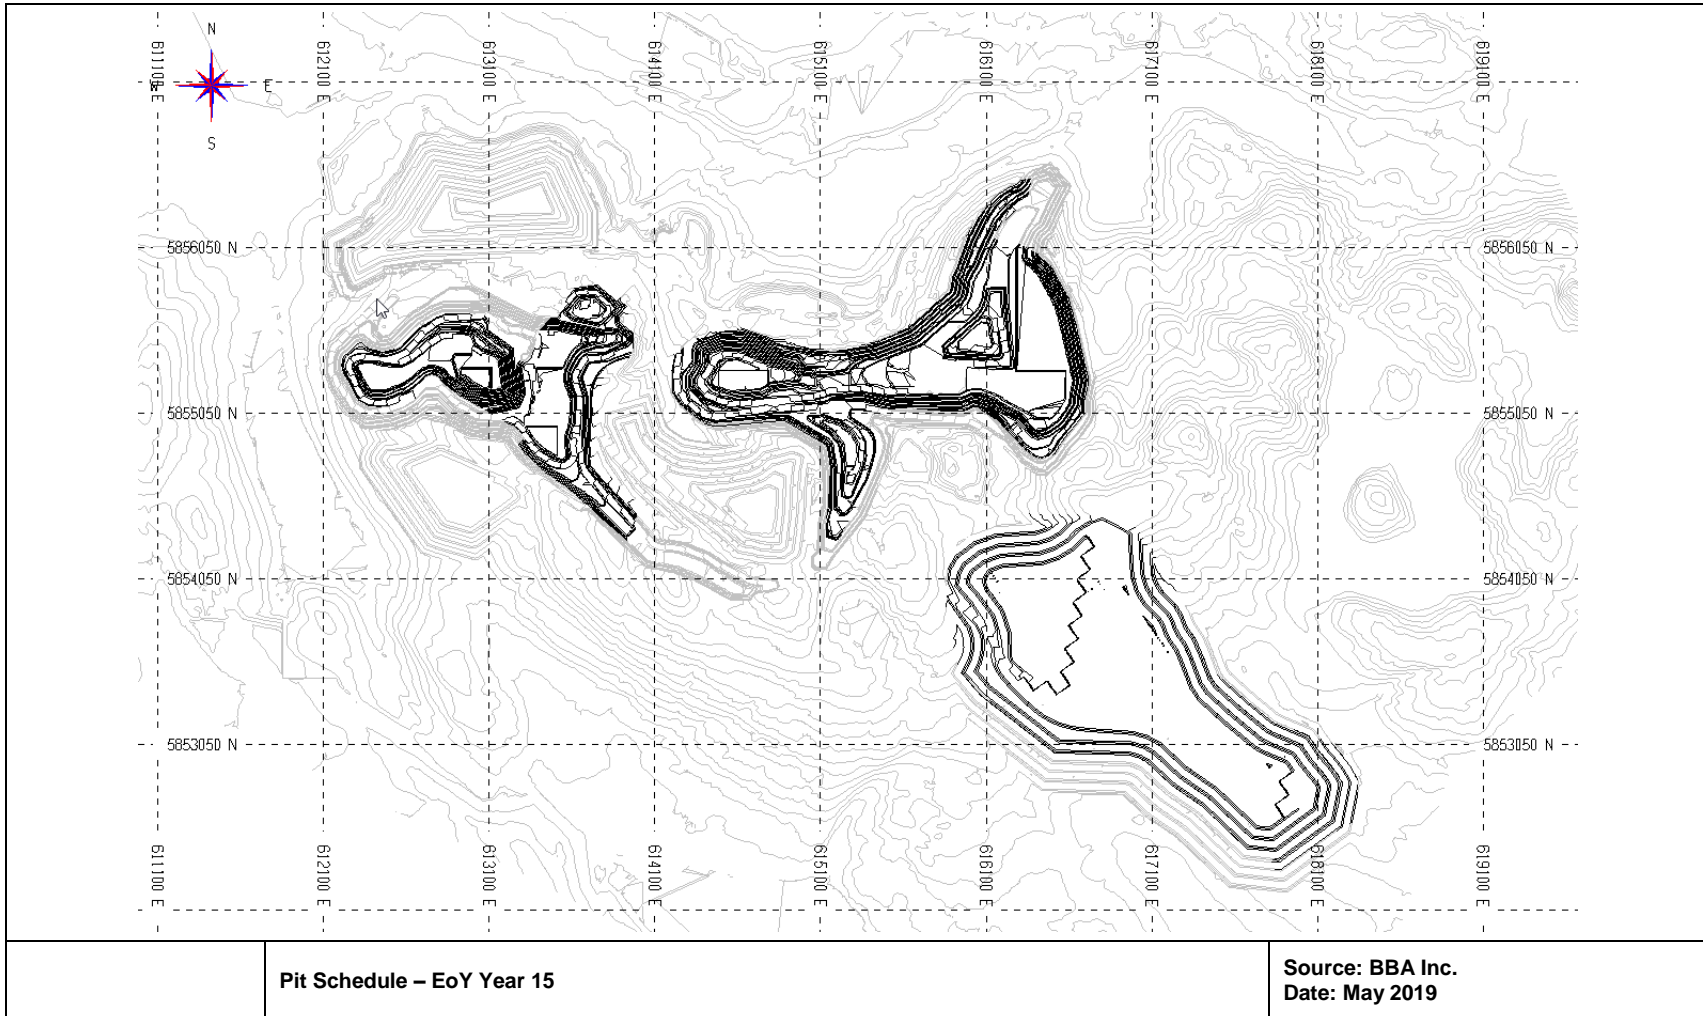 N
W E
S
611100 E
612100 E
613100 E
614100 E
615100 E
616100 E
617100 E
618100 E
619100 E
5856050 N 5856050 N
5855050 N 5855050 N
5854050 N 5854050 N
5853050 N 5853050 N
611100 E
612100 E
613100 E
614100 E
615100 E
616100 E
617100 E
618100 E
619100 E
Pit Schedule – EoY Year 15
Source: BBA Inc.
Date: May 2019